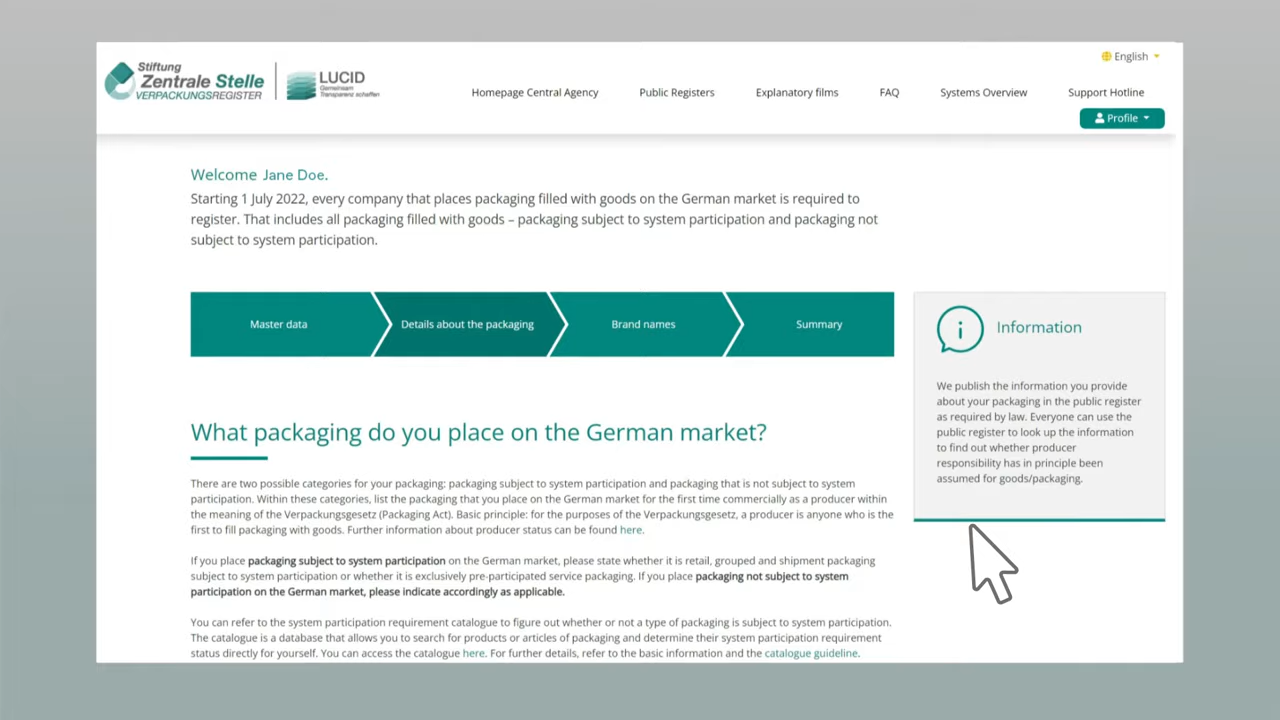 Stiftung
Zentrale Stelle
VERPACKUNGSREGISTER
LUCID
Gemeinsam
Transparenz schaffen
English
Homepage Central Agency
Public Registers
Explanatory films
FAQ
Systems Overview
Support Hotline
Profile
Welcome Jane Doe.
Starting 1 July 2022, every company that places packaging filled with goods on the German market is required to
register. That includes all packaging filled with goods – packaging subject to system participation and packaging not
subject to system participation.
Master data
Details about the packaging
Brand names
Summary
Information
We publish the information you provide
about your packaging in the public register
as required by law. Everyone can use the
public register to look up the information
to find out whether producer
responsibility has in principle been
assumed for goods/packaging.
What packaging do you place on the German market?
There are two possible categories for your packaging: packaging subject to system participation and packaging that is not subject to system
participation. Within these categories, list the packaging that you place on the German market for the first time commercially as a producer within
the meaning of the Verpackungsgesetz (Packaging Act). Basic principle: for the purposes of the Verpackungsgesetz, a producer is anyone who is the
first to fill packaging with goods. Further information about producer status can be found here.
If you place packaging subject to system participation on the German market, please state whether it is retail, grouped and shipment packaging
subject to system participation or whether it is exclusively pre-participated service packaging. If you place packaging not subject to system
participation on the German market, please indicate accordingly as applicable.
You can refer to the system participation requirement catalogue to figure out whether or not a type of packaging is subject to system participation.
The catalogue is a database that allows you to search for products or articles of packaging and determine their system participation requirement
status directly for yourself. You can access the catalogue here. For further details, refer to the basic information and the catalogue guideline.